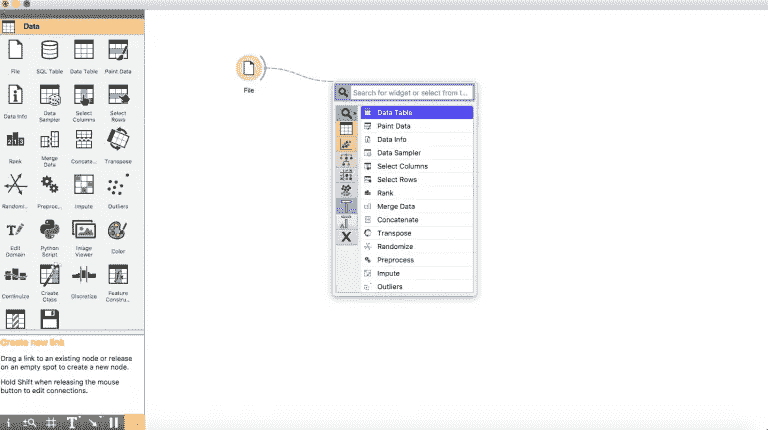 Data
File
SQL Table
Data Table
Paint Data
Data Info
Data
Sampler
Select
Columns
Select
Rows
Rank
Merge
Data
Concate...
Transpose
Randomi...
Preproc...
Impute
Outliers
Edit
Domain
Python
Script
Image
Viewer
Color
Continuize
Create
Class
Discretize
Feature
Constru...
Create new link
Drag a link to an existing node or release
on an empty spot to create a new node.
Hold Shift when releasing the mouse
button to edit connections.
File
Search for widget or select from t...
Data Table
Paint Data
Data Info
Data Sampler
Select Columns
Select Rows
Rank
Merge Data
Concatenate
Transpose
Randomize
Preprocess
Impute
Outliers